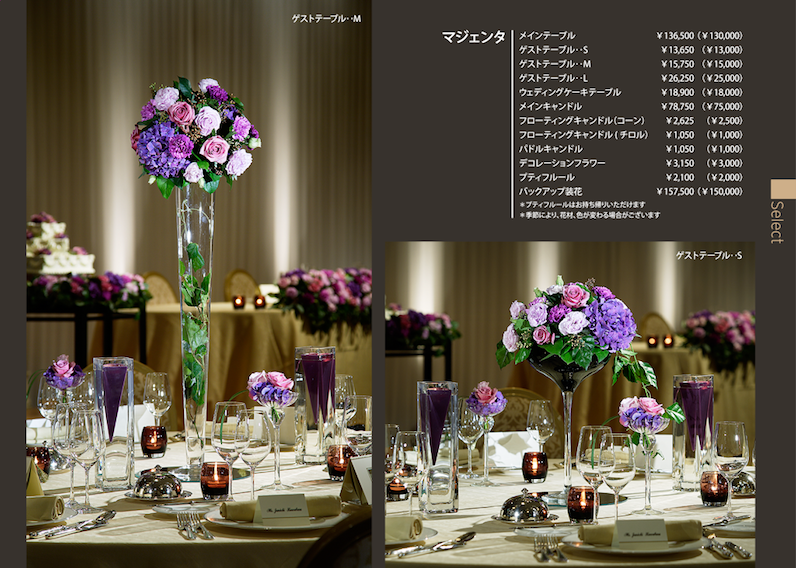 ゲストテーブル‥M
マジェンタ
メインテーブル ￥136,500（￥130,000）
ゲストテーブル‥S ￥13,650（￥13,000）
ゲストテーブル‥M ￥15,750（￥15,000）
ゲストテーブル‥L ￥26,250（￥25,000）
ウェディングケーキテーブル ￥18,900（￥18,000）
メインキャンドル ￥78,750（￥75,000）
フローティングキャンドル（コーン） ￥2,625（￥2,500）
フローティングキャンドル（チロル） ￥1,050（￥1,000）
バドルキャンドル ￥1,050（￥1,000）
デコレーションフラワー ￥3,150（￥3,000）
プティフルール ￥2,100（￥2,000）
バックアップ装花 ￥157,500（￥150,000）
＊プティフルールはお持ち帰りいただけます
＊季節により、花材、色が変わる場合がございます
Select
ゲストテーブル‥S